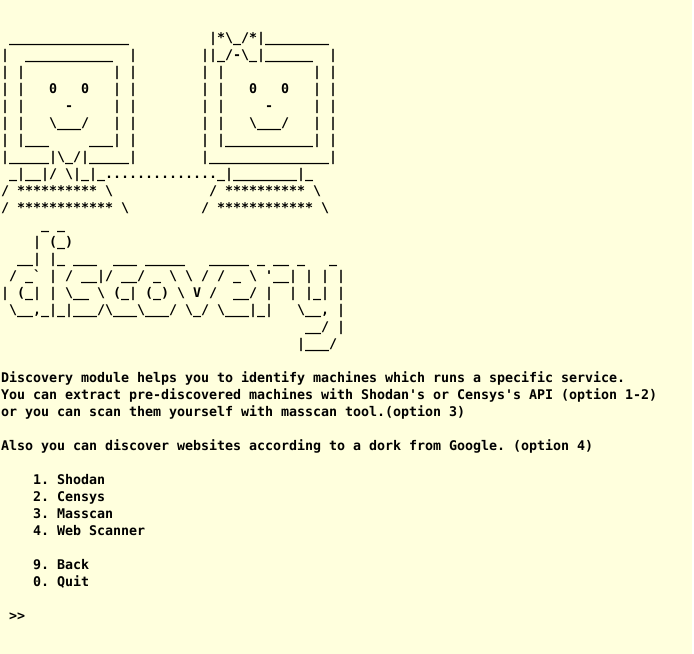 discovery
Discovery module helps you to identify machines which runs a specific service.
You can extract pre-discovered machines with Shodan's or Censys's API (option 1-2)
or you can scan them yourself with masscan tool.(option 3)
Also you can discover websites according to a dork from Google. (option 4)
1. Shodan
2. Censys
3. Masscan
4. Web Scanner
9. Back
0. Quit
>>